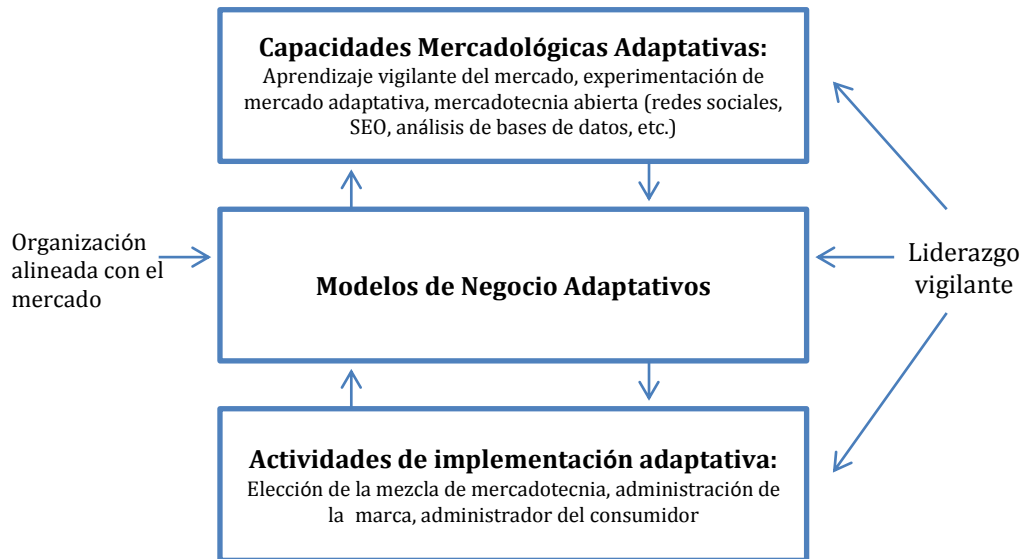 Capacidades Mercadológicas Adaptativas:
Aprendizaje vigilante del mercado, experimentación de
mercado adaptativa, mercadotecnia abierta (redes sociales,
SEO, análisis de bases de datos, etc.)
Organización
alineada con el
mercado
Modelos de Negocio Adaptativos
Liderazgo
vigilante
Actividades de implementación adaptativa:
Elección de la mezcla de mercadotecnia, administración de
la marca, administrador del consumidor